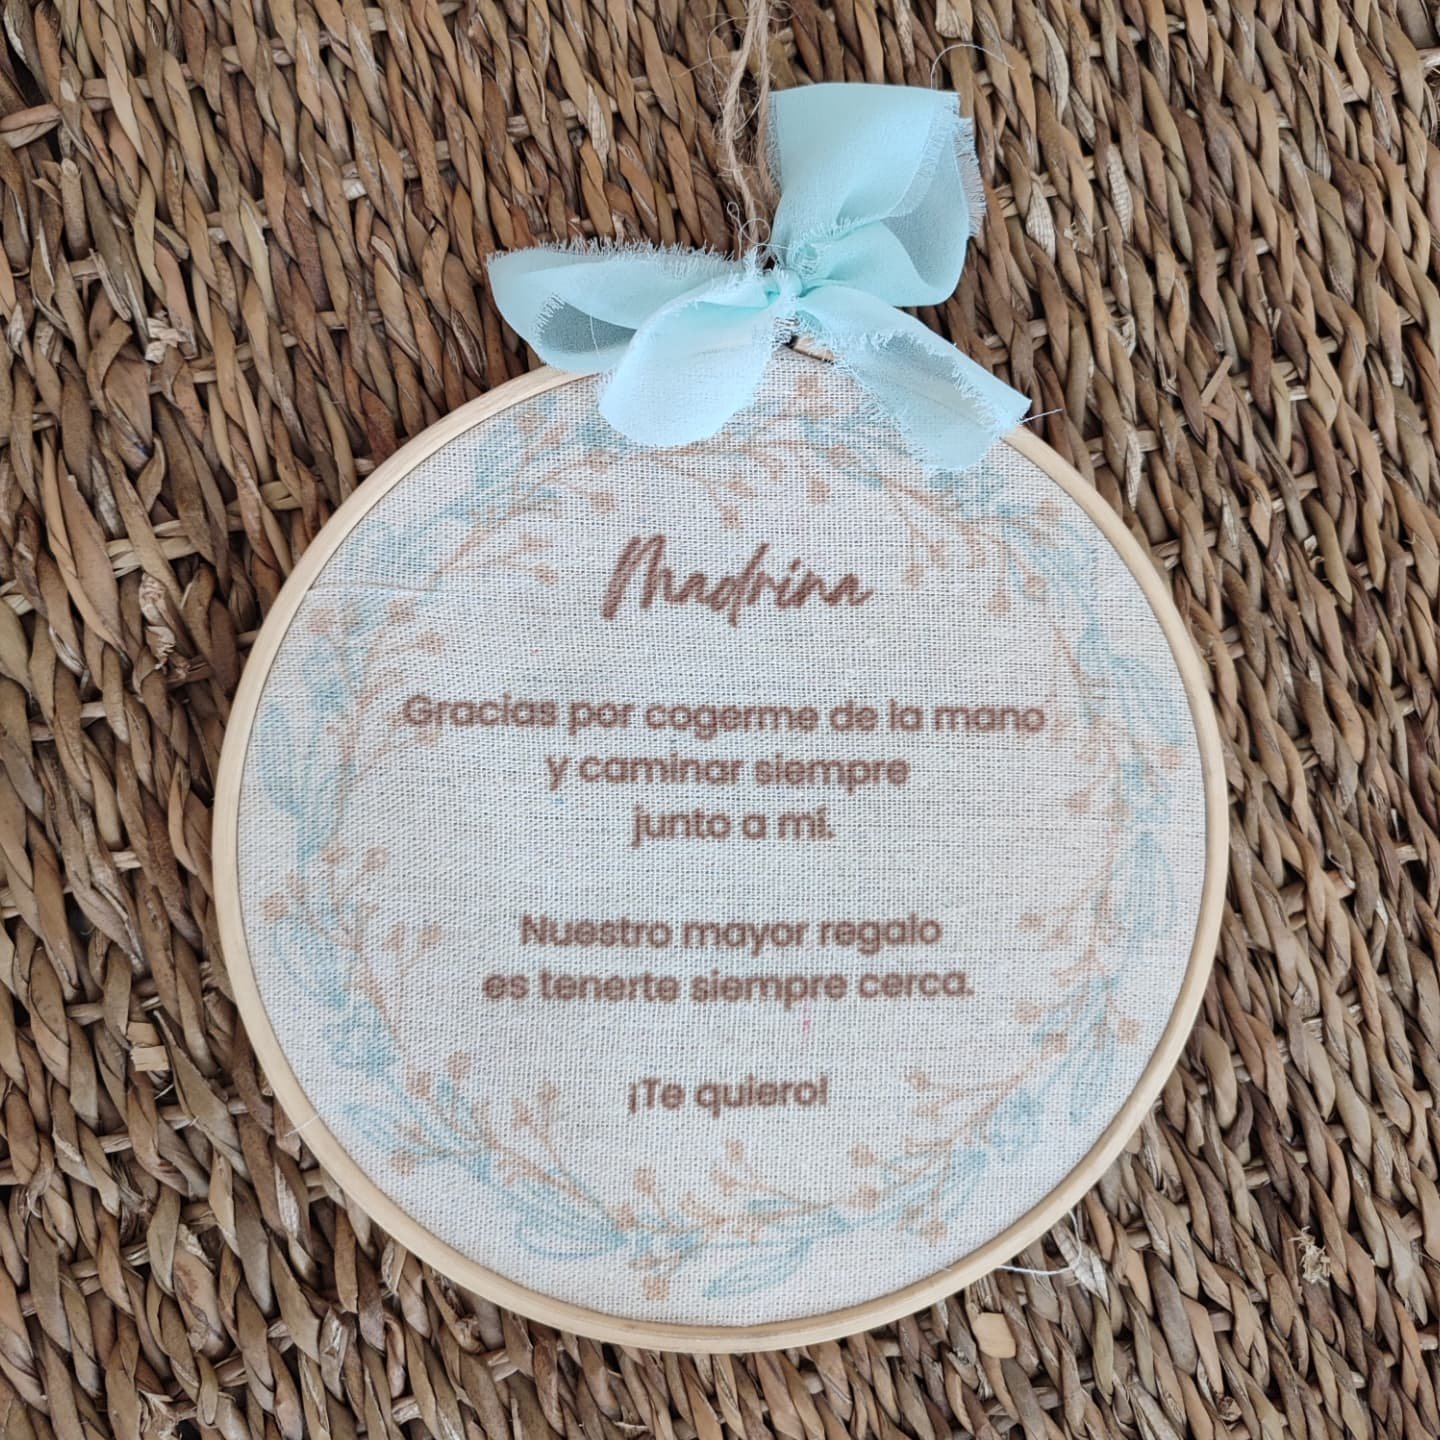 Madrina
Gracias por cogerme de la mano
y caminar siempre
junto a mí.
Nuestro mayor regalo
es tenerte siempre cerca.
¡Te quiero!